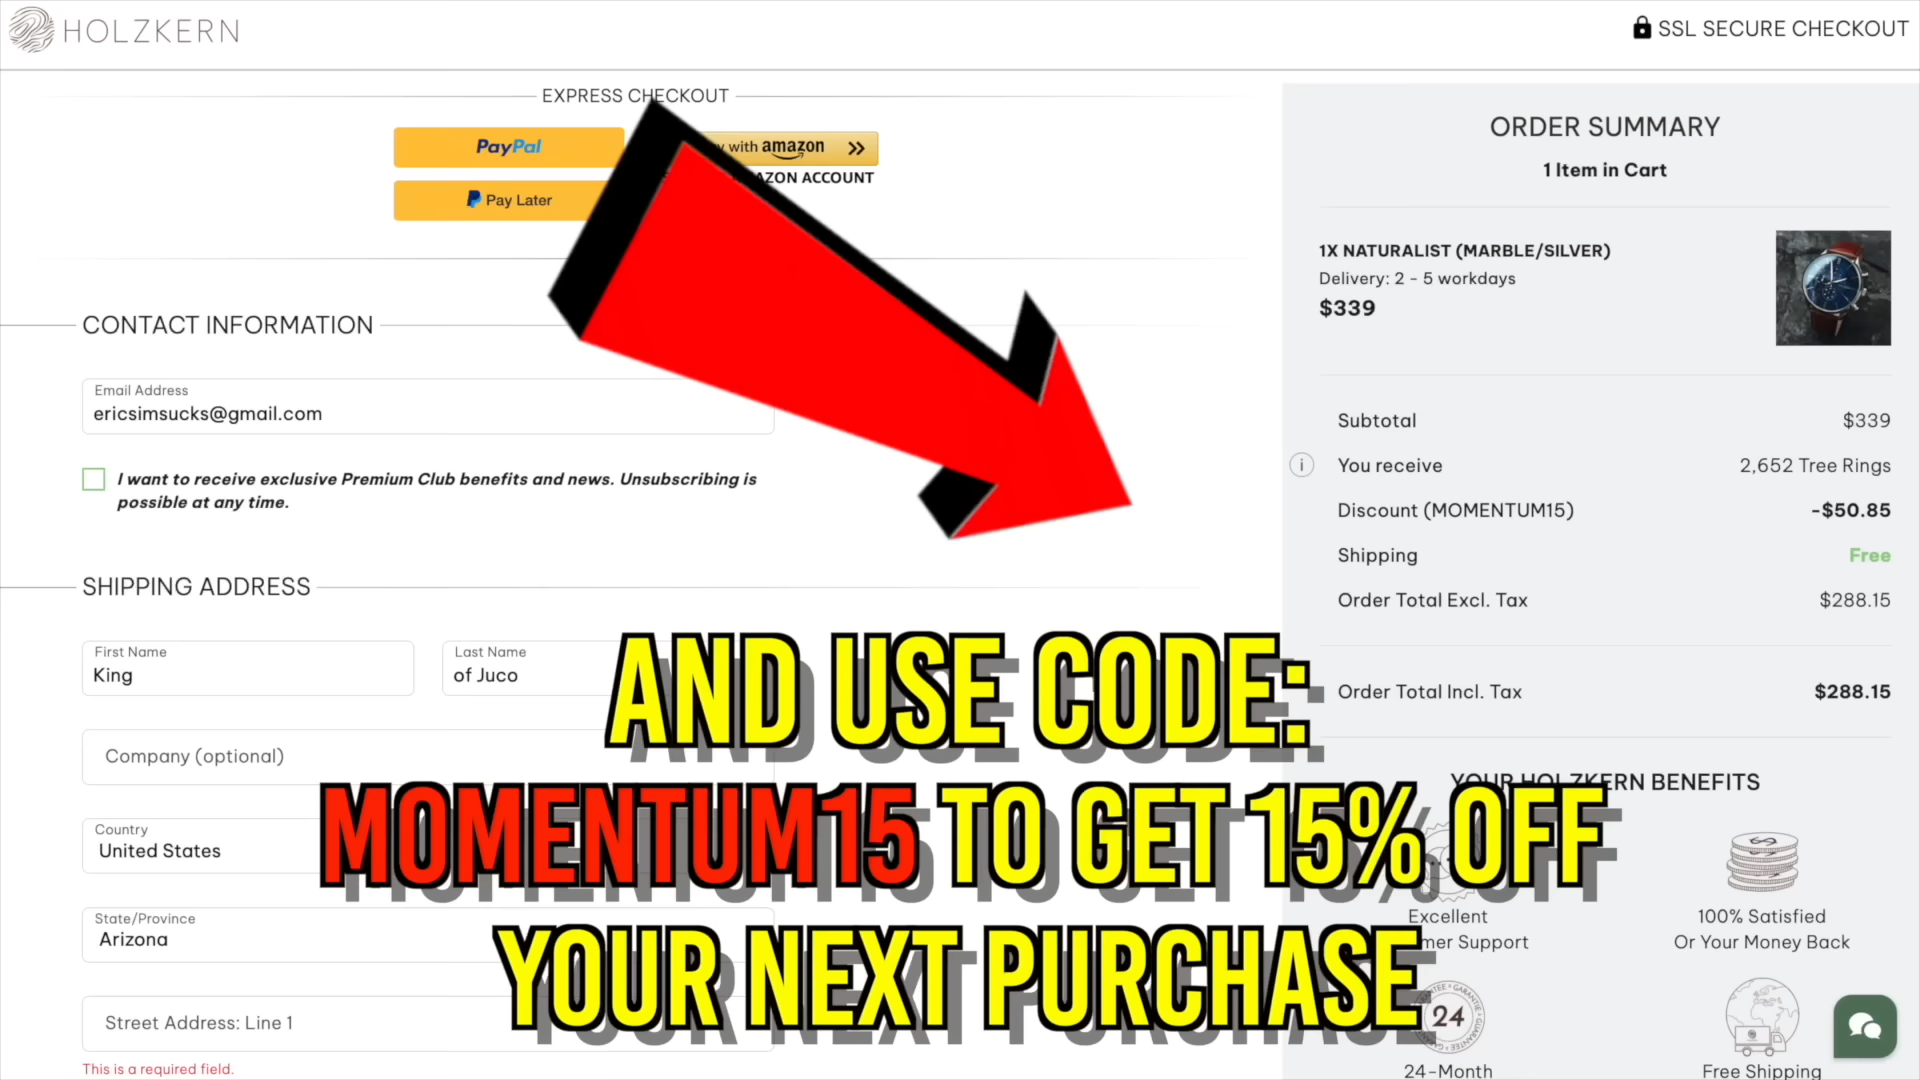 HOLZKERN
SSL SECURE CHECKOUT
EXPRESS CHECKOUT
PayPal
with amazon
AZON ACCOUNT
Pay Later
CONTACT INFORMATION
Email Address
ericsimsucks@gmail.com
I want to receive exclusive Premium Club benefits and news. Unsubscribing is
possible at any time.
SHIPPING ADDRESS
First Name
King
Last Name
of Juco
Company (optional)
Country
United States
State/Province
Arizona
Street Address: Line 1
This is a required field.
AND USE CODE:
MOMENTUM15 TO GET 15% OFF
YOUR NEXT PURCHASE
ORDER SUMMARY
1 Item in Cart
1X NATURALIST (MARBLE/SILVER)
Delivery: 2 - 5 workdays
$339
Subtotal $339
You receive 2,652 Tree Rings
Discount (MOMENTUM15) -$50.85
Shipping Free
Order Total Excl. Tax $288.15
Order Total Incl. Tax $288.15
YOUR HOLZKERN BENEFITS
Excellent
mer Support
100% Satisfied
Or Your Money Back
24
24-Month
Free Shipping